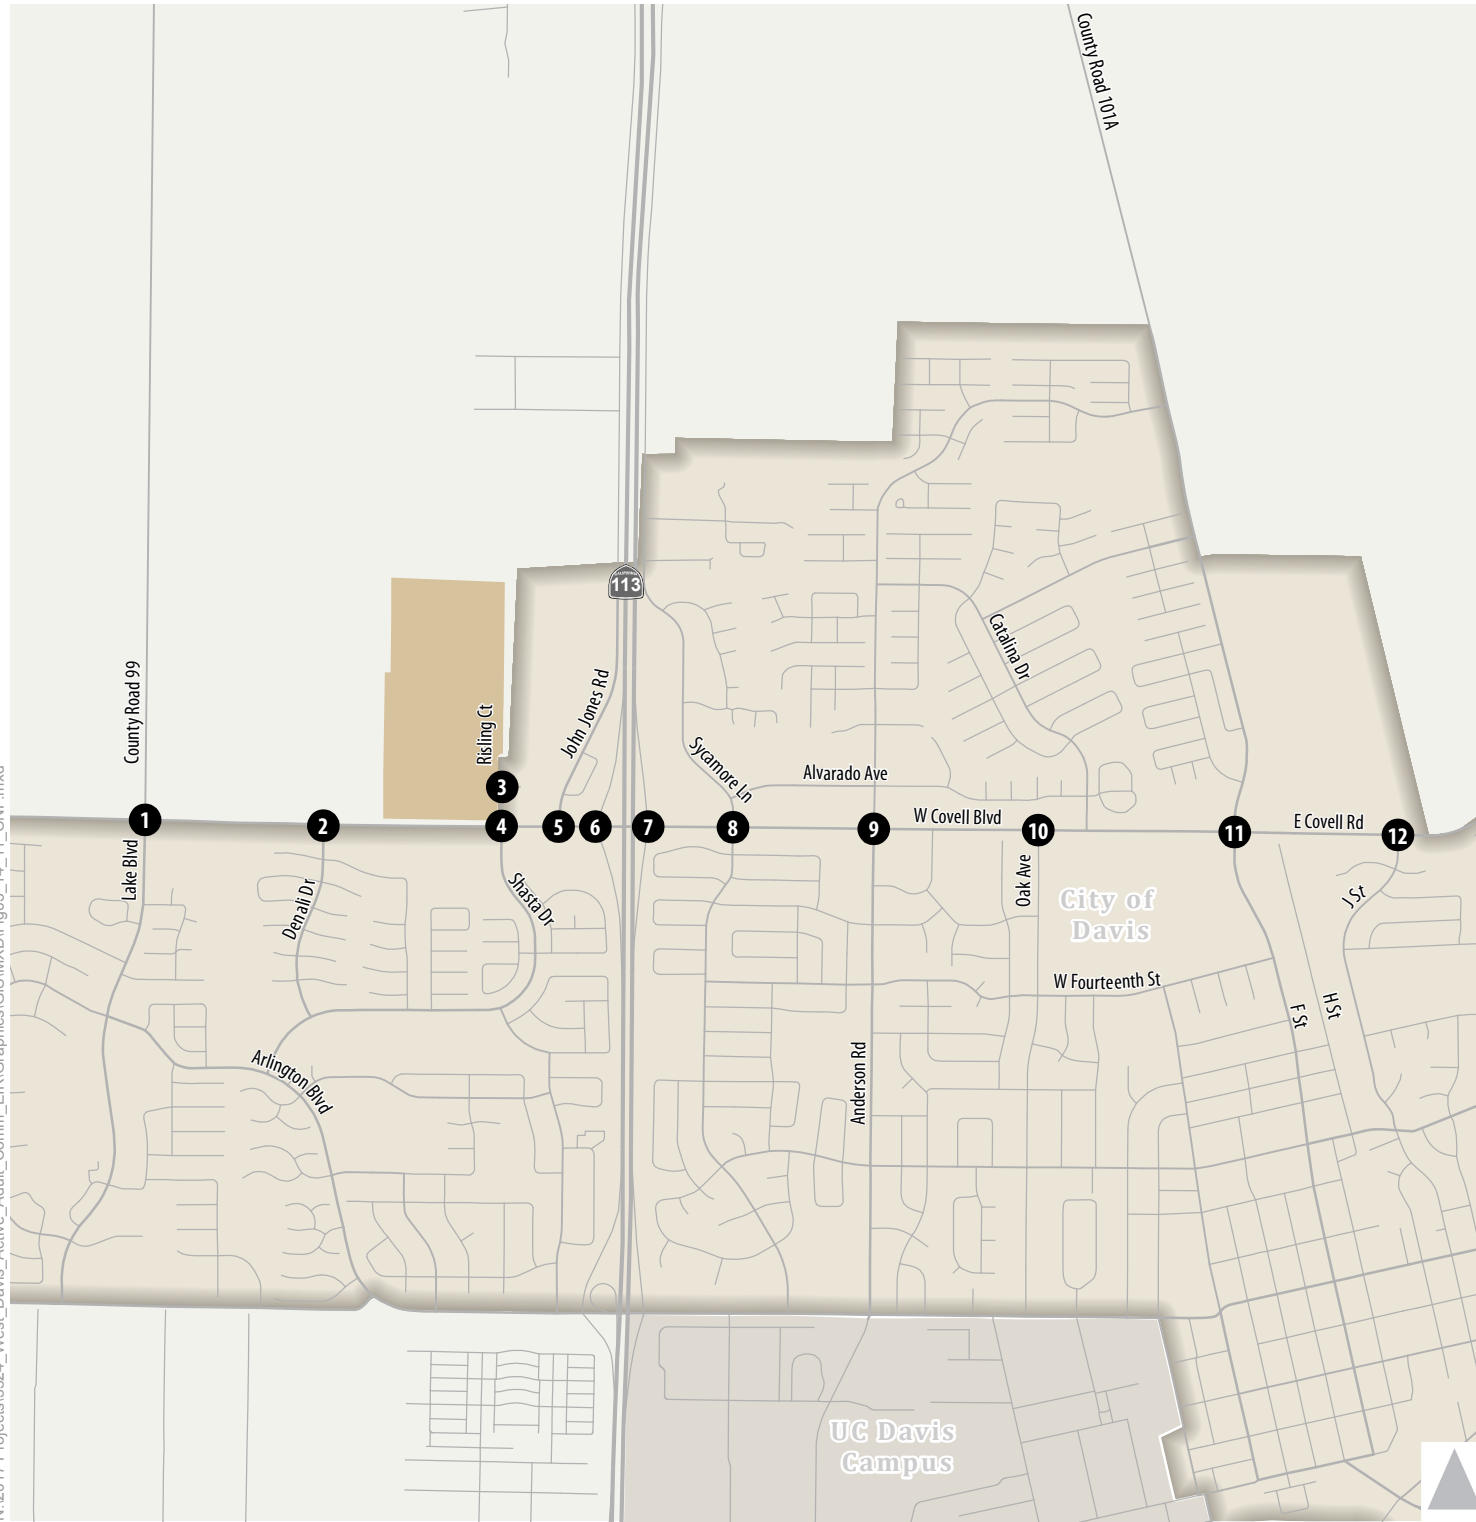 County Road 101A
113
Catalina Dr
County Road 99
John Jones Rd
Risling Ct
Sycamore Ln
Alvarado Ave
3
W Covell Blvd
E Covell Rd
1
2
4
5
6
7
8
9
10
11
12
Lake Blvd
Denali Dr
Shasta Dr
Oak Ave
J St
City of
Davis
W Fourteenth St
F St
H St
Arlington Blvd
Anderson Rd
UC Davis
Campus